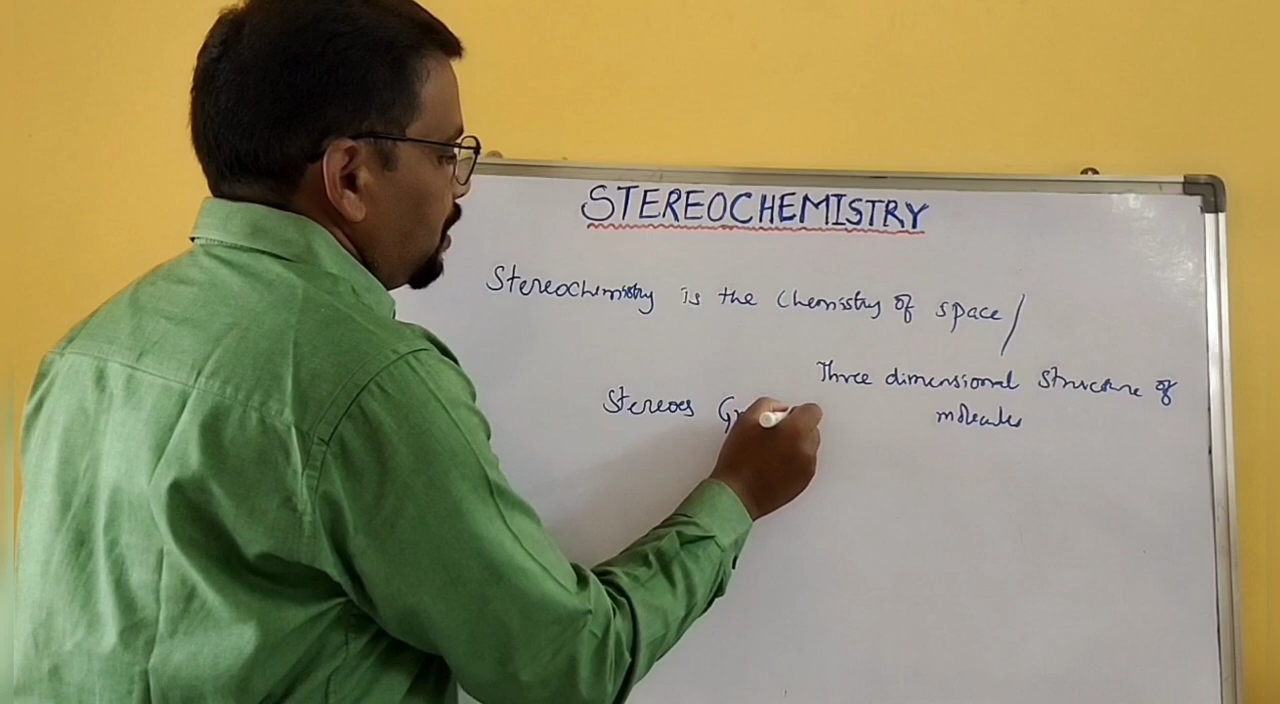 STEREOCHEMISTRY
Stereochemistry is the Chemistry of space /
Three dimensional Structure of
molecules
Stereos